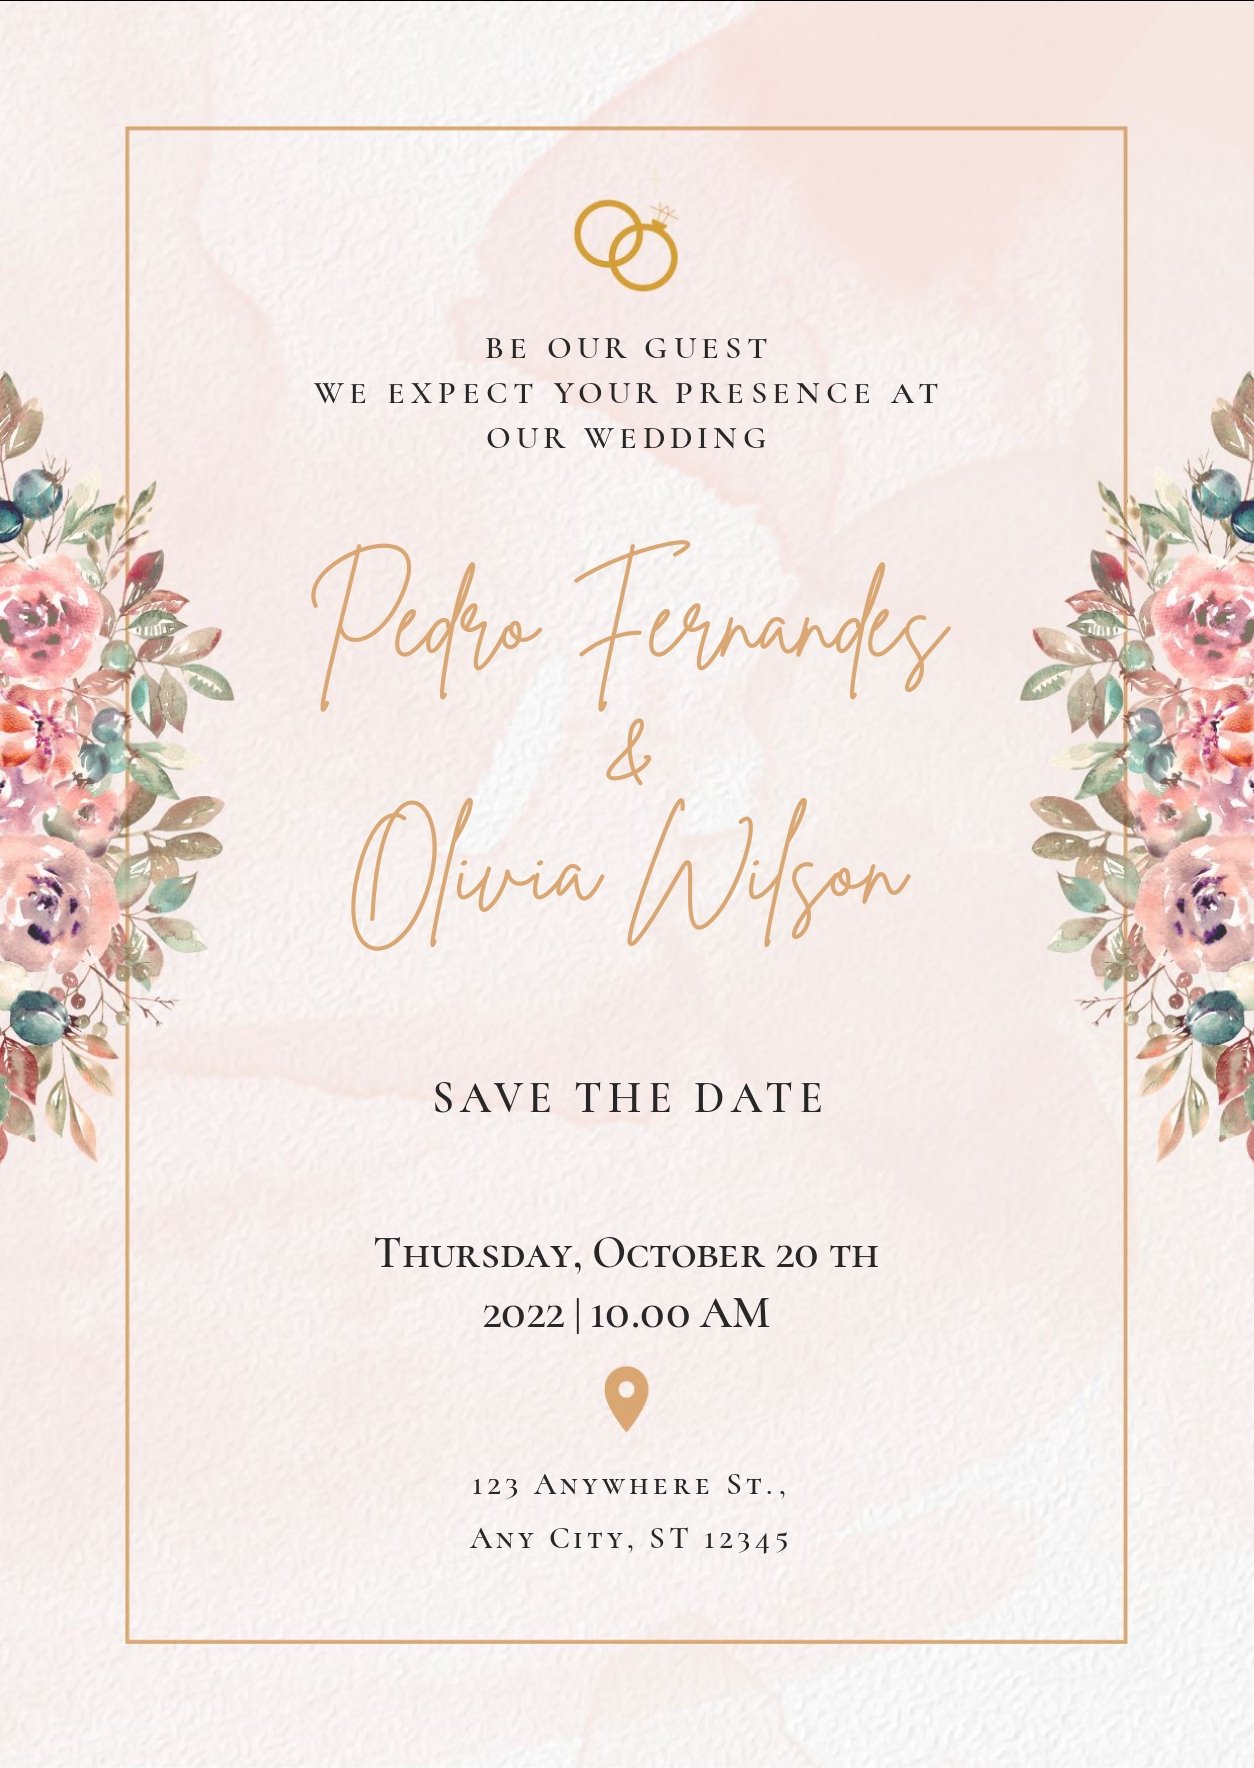 BE OUR GUEST
WE EXPECT YOUR PRESENCE AT
OUR WEDDING
Pedro Fernandes
&
Olivia Wilson
SAVE THE DATE
Thursday, October 20 th
2022 | 10.00 AM
123 Anywhere St.,
Any City, ST 12345